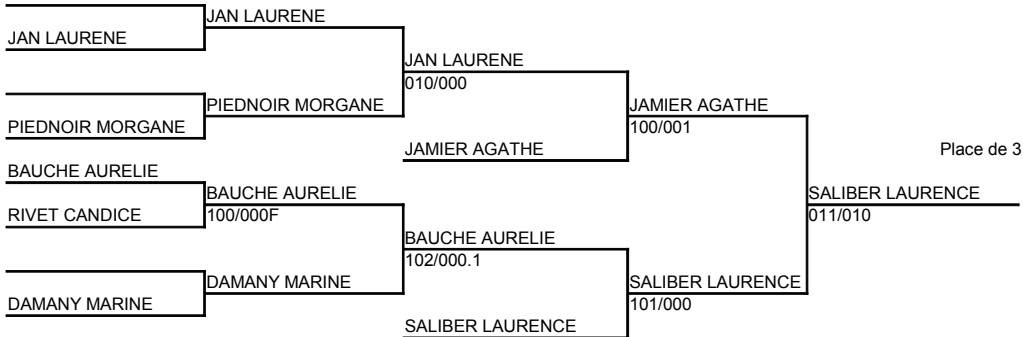 JAN LAURENE
JAN LAURENE
JAN LAURENE
010/000
PIEDNOIR MORGANE
PIEDNOIR MORGANE
JAMIER AGATHE
100/001
JAMIER AGATHE
Place de 3
BAUCHE AURELIE
BAUCHE AURELIE
SALIBER LAURENCE
RIVET CANDICE
100/000F
011/010
BAUCHE AURELIE
102/000.1
DAMANY MARINE
SALIBER LAURENCE
DAMANY MARINE
101/000
SALIBER LAURENCE